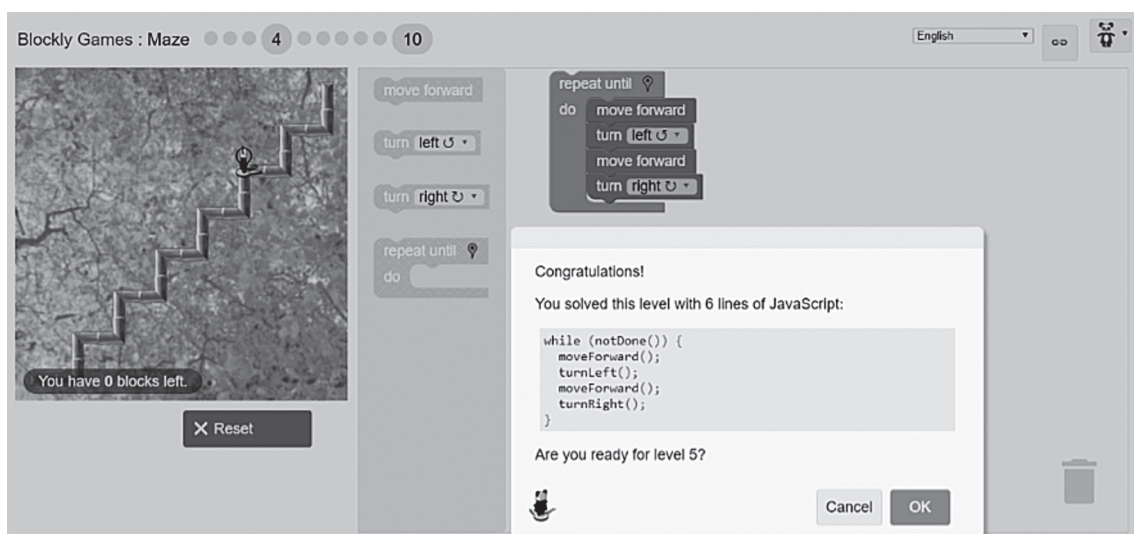 Blockly Games : Maze 4 10
English
move forward
turn left ↺ ▾
turn right ↻ ▾
repeat until
do
repeat until
do move forward
turn left ↺ ▾
move forward
turn right ↻ ▾
You have 0 blocks left.
X Reset
Congratulations!
You solved this level with 6 lines of JavaScript:
while (notDone()) {
  moveForward();
  turnLeft();
  moveForward();
  turnRight();
}
Are you ready for level 5?
Cancel OK